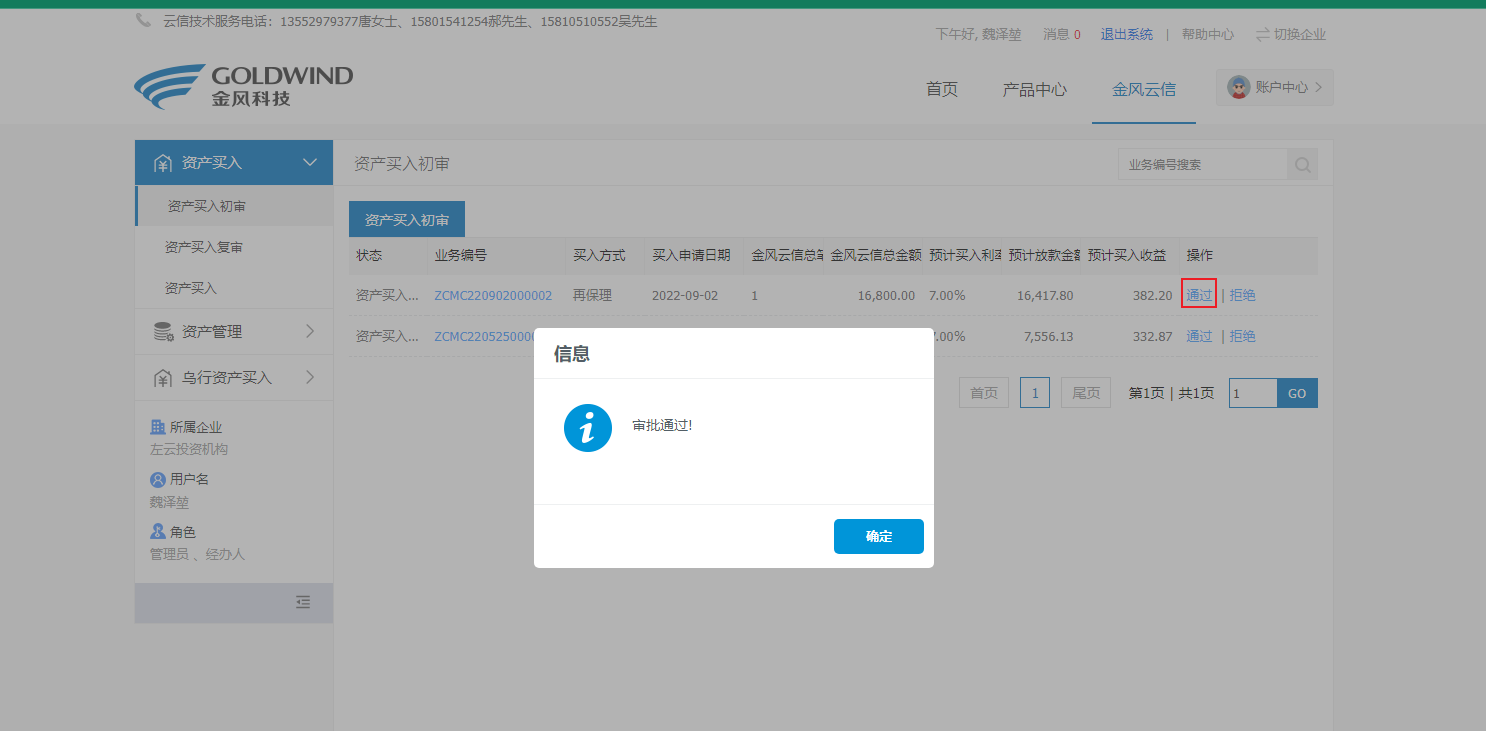 云信技术服务电话：13552979377唐女士、15801541254郝先生、15810510552吴先生
下午好, 魏泽堃 消息 0 退出系统 | 帮助中心 切换企业
GOLDWIND
金风科技
首页 产品中心 金风云信 账户中心
资产买入
资产买入初审
资产买入复审
资产买入
资产管理
乌行资产买入
所属企业
左云投资机构
用户名
魏泽堃
角色
管理员 、经办人
资产买入初审 业务编号搜索
资产买入初审
状态 业务编号 买入方式 买入申请日期 金风云信总笔 金风云信总金额 预计买入利率 预计放款金额 预计买入收益 操作
资产买入... ZCMC220902000002 再保理 2022-09-02 1 16,800.00 7.00% 16,417.80 382.20 通过 | 拒绝
资产买入... ZCMC22052500 7.00% 7,556.13 332.87 通过 | 拒绝
首页 1 尾页 第1页 | 共1页 1 GO
信息
审批通过!
确定